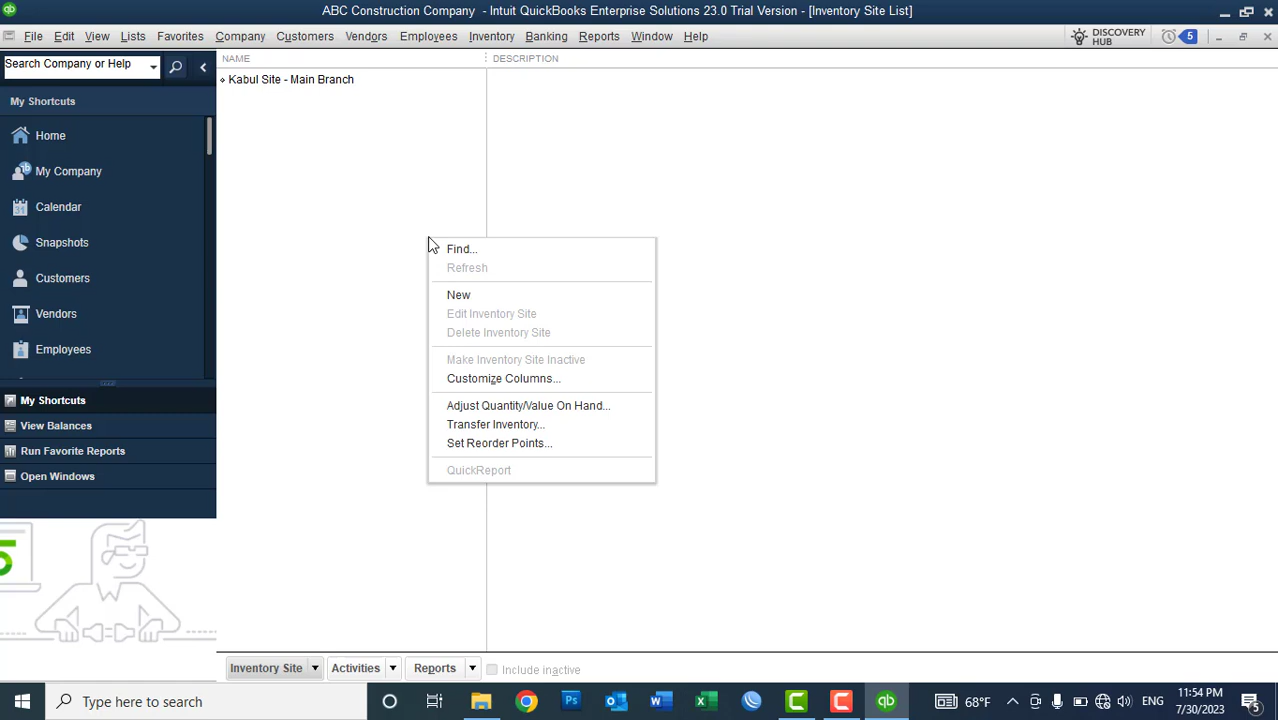 ABC Construction Company - Intuit QuickBooks Enterprise Solutions 23.0 Trial Version - [Inventory Site List]
File Edit View Lists Favorites Company Customers Vendors Employees Inventory Banking Reports Window Help
DISCOVERY
HUB
5
Search Company or Help
NAME
DESCRIPTION
Kabul Site - Main Branch
My Shortcuts
Home
My Company
Calendar
31
Snapshots
Customers
Vendors
Employees
My Shortcuts
View Balances
Run Favorite Reports
Open Windows
Find...
Refresh
New
Edit Inventory Site
Delete Inventory Site
Make Inventory Site Inactive
Customize Columns...
Adjust Quantity/Value On Hand...
Transfer Inventory...
Set Reorder Points...
QuickReport
Inventory Site
Activities
Reports
Include inactive
Type here to search
68°F
ENG
11:54 PM
7/30/2023
5